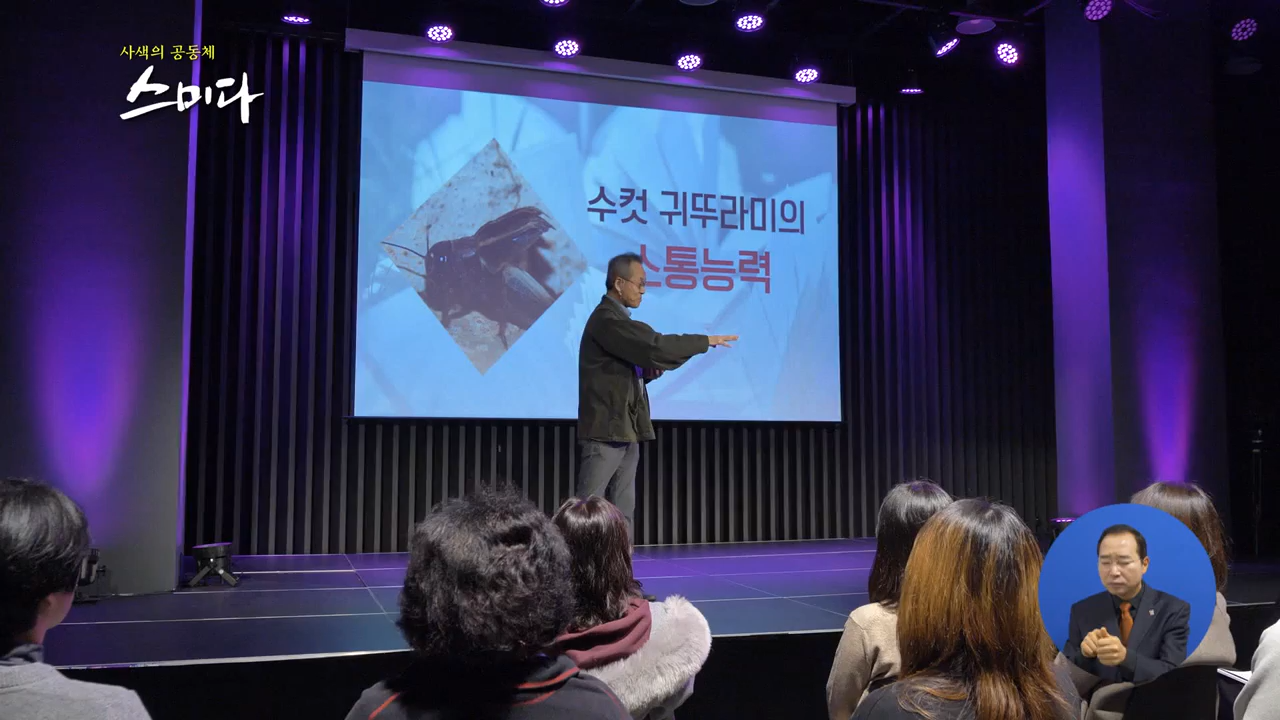 사색의 공동체
스미다
수컷 귀뚜라미의
소통능력